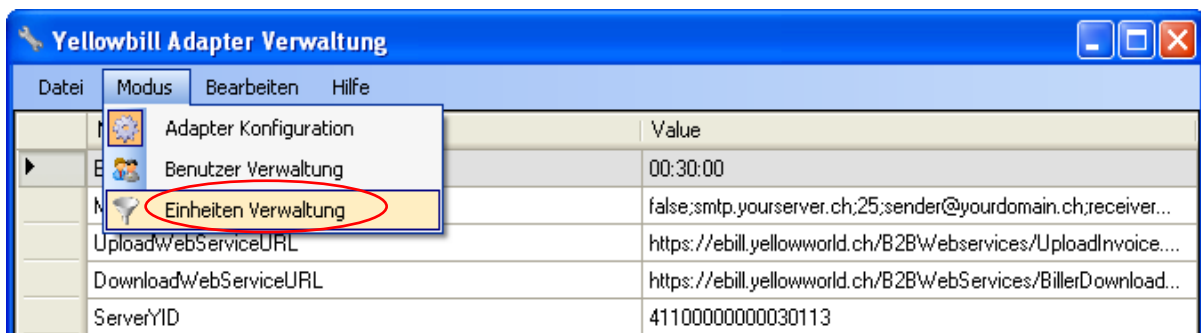 Yellowbill Adapter Verwaltung
Datei Modus Bearbeiten Hilfe
Adapter Konfiguration Value
Benutzer Verwaltung 00:30:00
Einheiten Verwaltung false;smtp.yourserver.ch;25;sender@yourdomain.ch;receiver...
UploadWebServiceURL https://ebill.yellowworld.ch/B2BWebservices/UploadInvoice....
DownloadWebServiceURL https://ebill.yellowworld.ch/B2BWebServices/BillerDownload...
ServerYID 41100000000030113